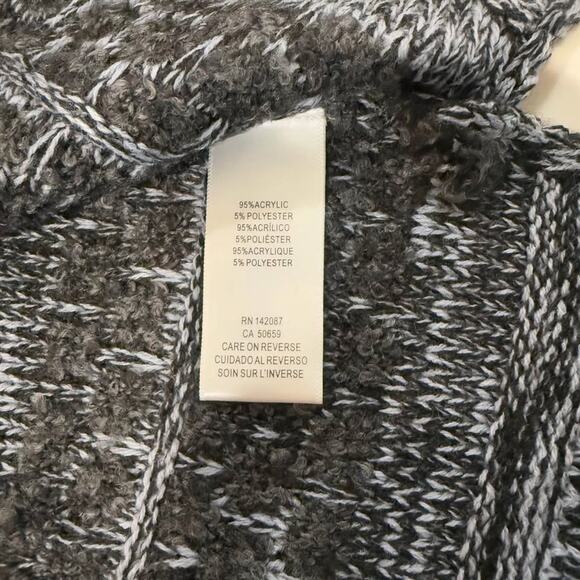 95%ACRYLIC
5% POLYESTER
95%ACRÍLICO
5%POLIÉSTER
95%ACRYLIQUE
5% POLYESTER
RN 142087
CA 50659
CARE ON REVERSE
CUIDADO AL REVERSO
SOIN SUR L'INVERSE